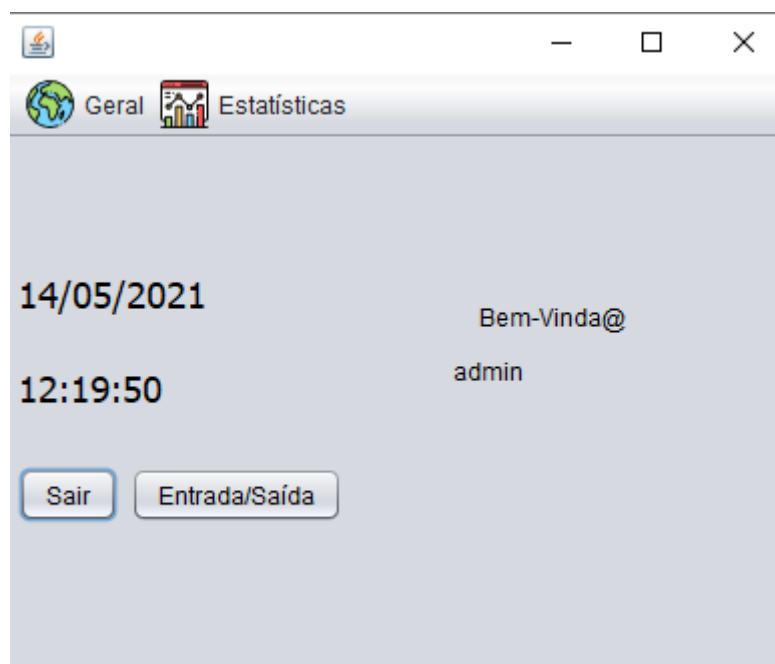 Geral Estatísticas
14/05/2021
Bem-Vinda@
admin
12:19:50
Sair Entrada/Saída